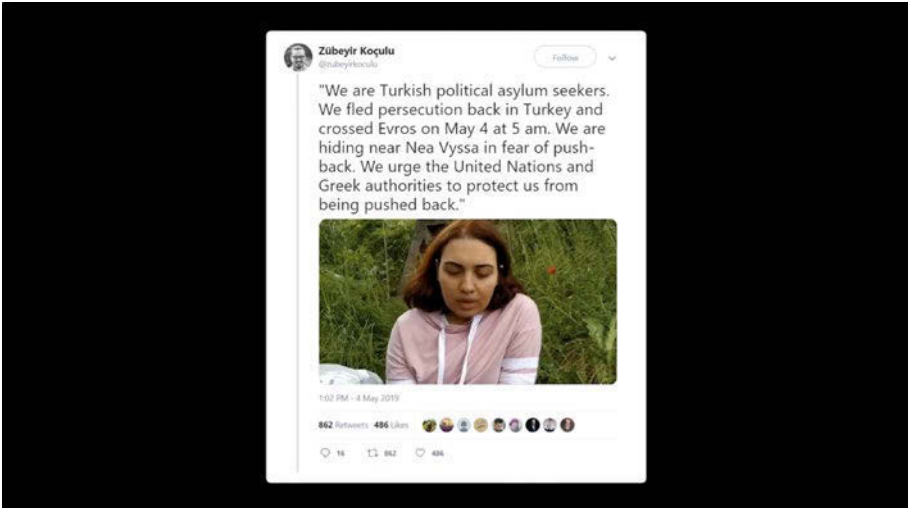 Zübeyir Koçulu
@zubeyirkoculu
Follow
"We are Turkish political asylum seekers.
We fled persecution back in Turkey and
crossed Evros on May 4 at 5 am. We are
hiding near Nea Vyssa in fear of push-
back. We urge the United Nations and
Greek authorities to protect us from
being pushed back."
1:02 PM - 4 May 2019
862 Retweets 486 Likes
16 862 486